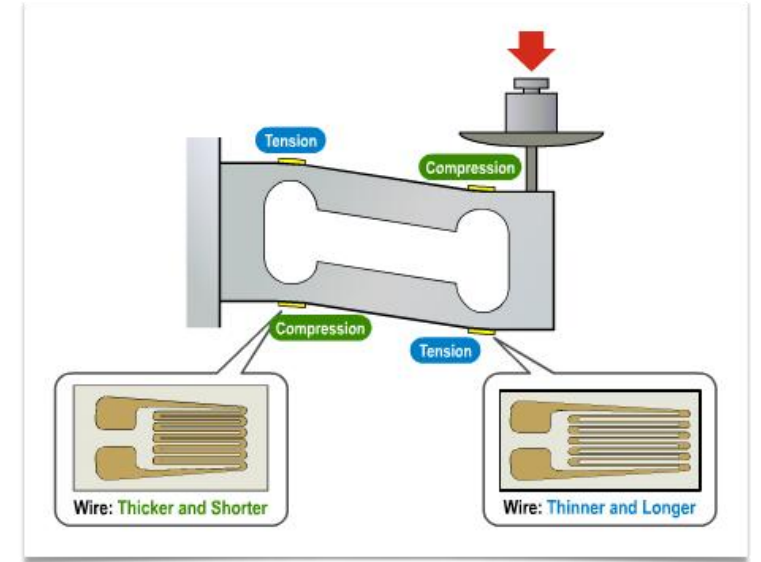 Tension
Compression
Compression
Tension
Wire: Thicker and Shorter
Wire: Thinner and Longer